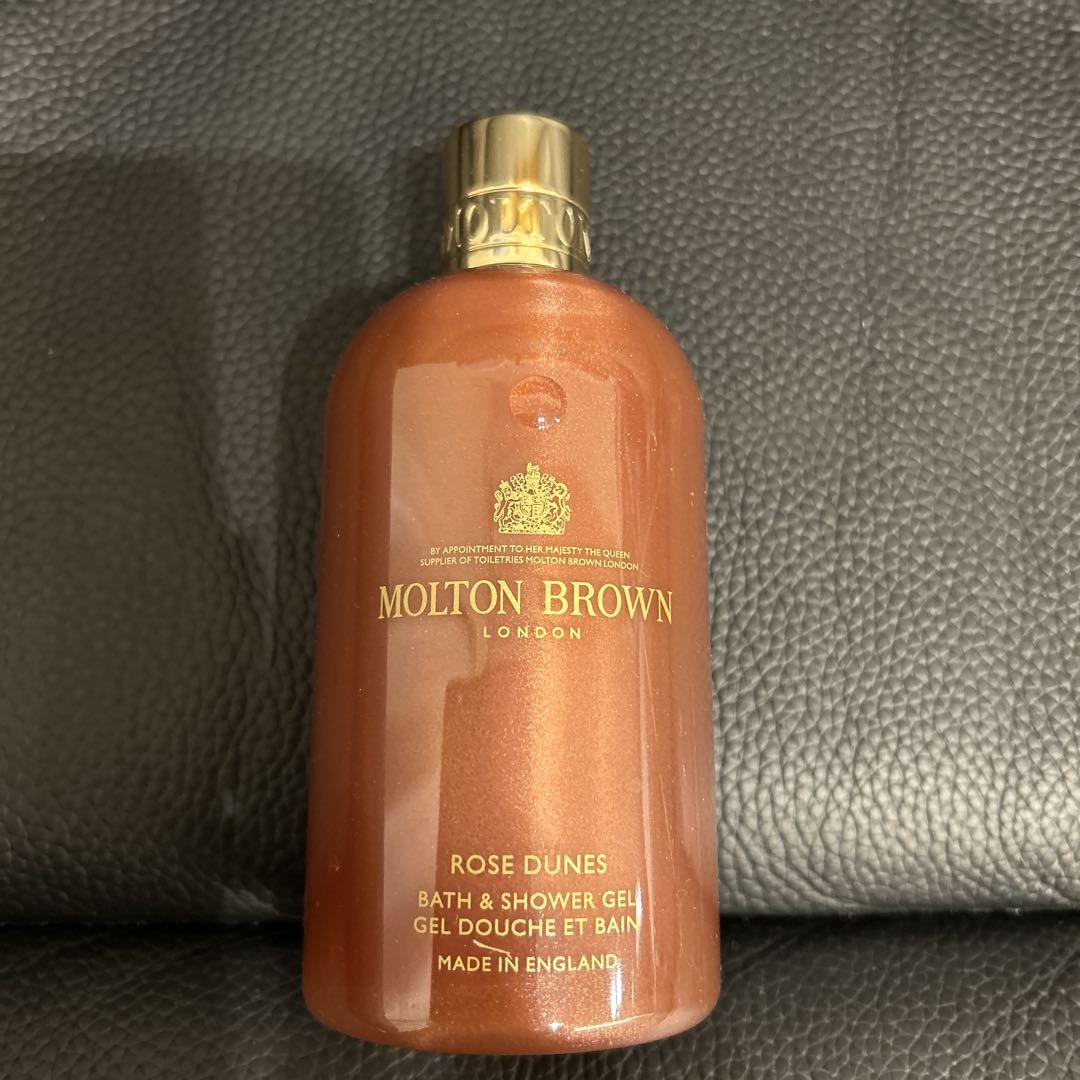 MOLTON
BY APPOINTMENT TO HER MAJESTY THE QUEEN
SUPPLIER OF TOILETRIES MOLTON BROWN LONDON
MOLTON BROWN
LONDON
ROSE DUNES
BATH & SHOWER GEL
GEL DOUCHE ET BAIN
MADE IN ENGLAND